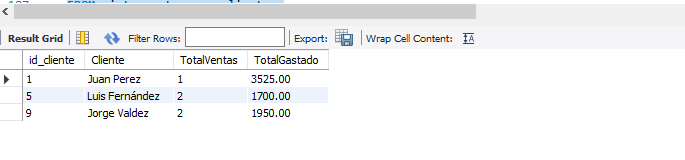 Result Grid Filter Rows: Export: Wrap Cell Content: IA
id_cliente Cliente TotalVentas TotalGastado
1 Juan Perez 1 3525.00
5 Luis Fernández 2 1700.00
9 Jorge Valdez 2 1950.00